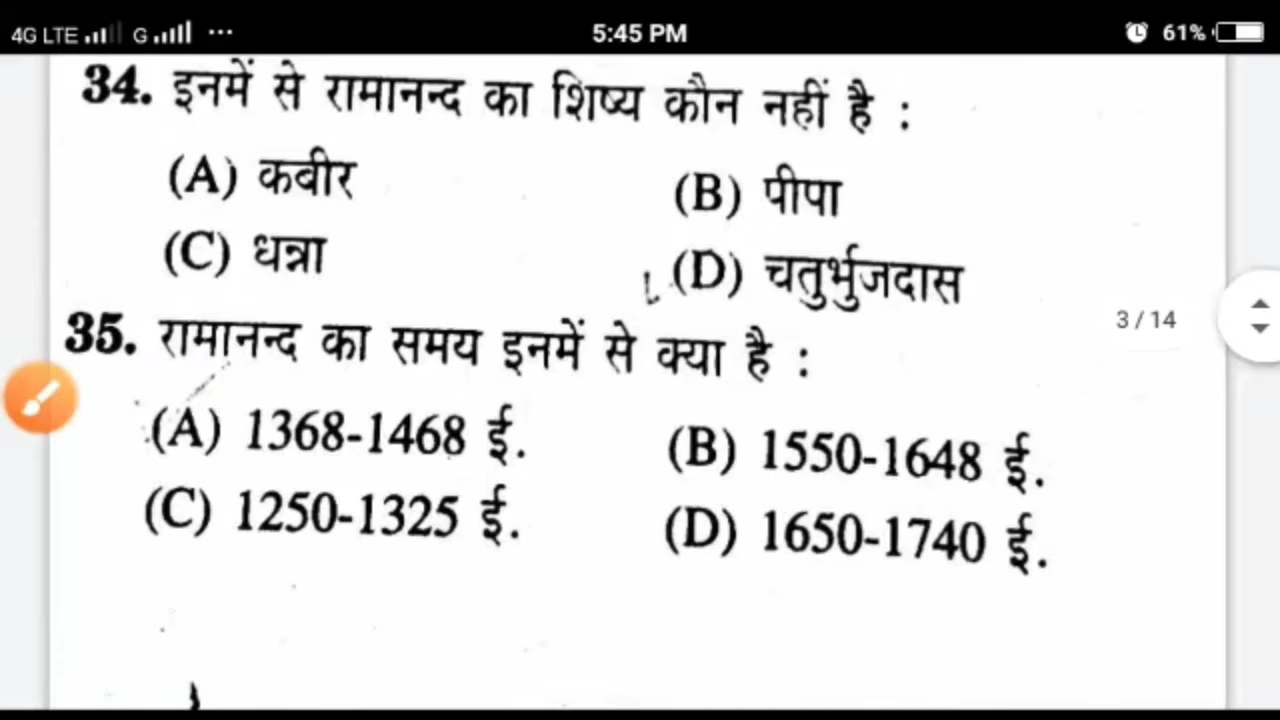 4G LTE G ... 5:45 PM 61%
34. इनमें से रामानन्द का शिष्य कौन नहीं है :
(A) कबीर (B) पीपा
(C) धन्ना (D) चतुर्भुजदास
3 / 14
35. रामानन्द का समय इनमें से क्या है :
(A) 1368-1468 ई. (B) 1550-1648 ई.
(C) 1250-1325 ई. (D) 1650-1740 ई.